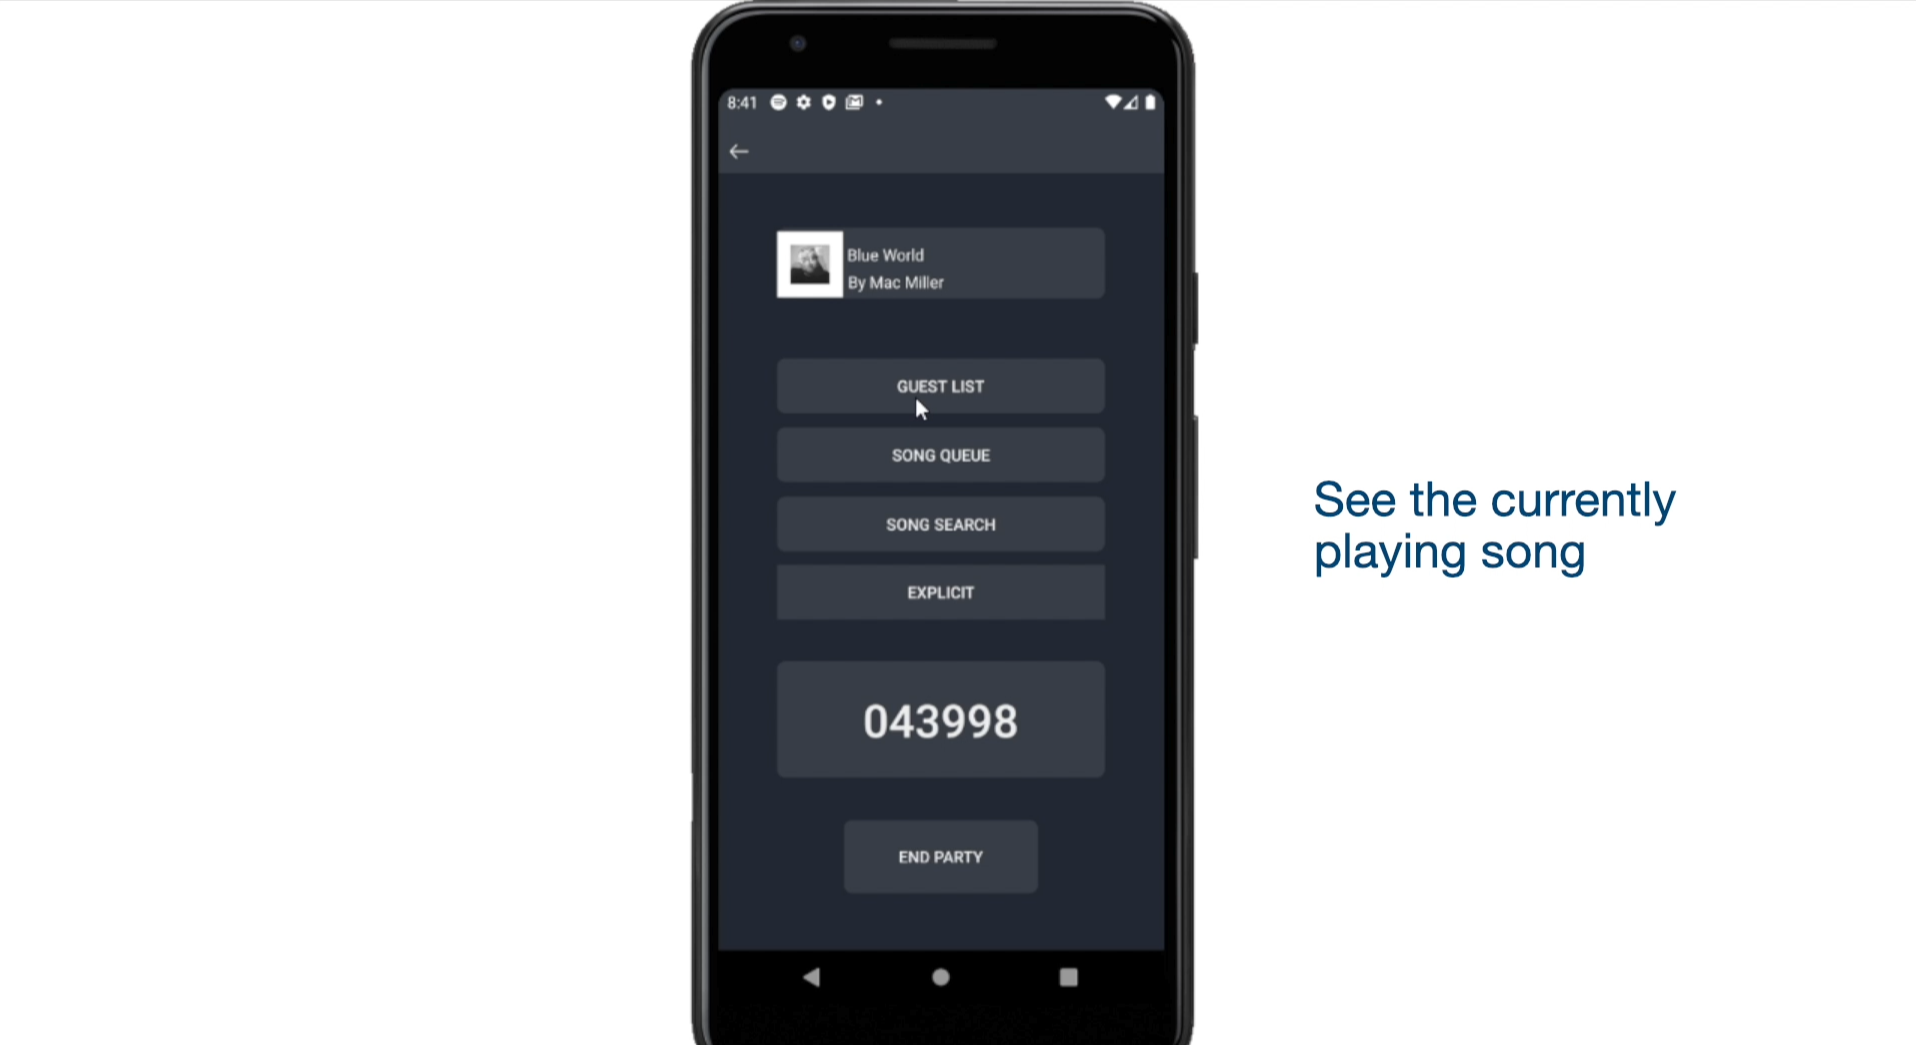 8:41
Blue World
By Mac Miller
GUEST LIST
SONG QUEUE
SONG SEARCH
EXPLICIT
043998
END PARTY
See the currently
playing song